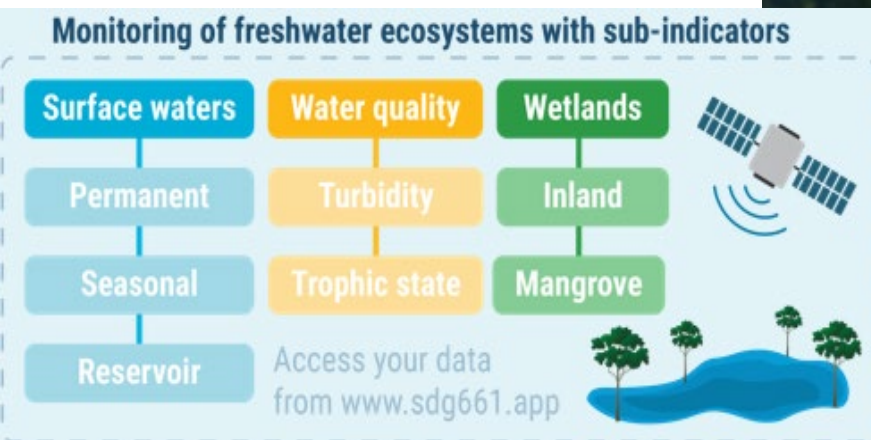 Monitoring of freshwater ecosystems with sub-indicators
Surface waters
Permanent
Seasonal
Reservoir
Water quality
Turbidity
Trophic state
Wetlands
Inland
Mangrove
Access your data
from www.sdg661.app